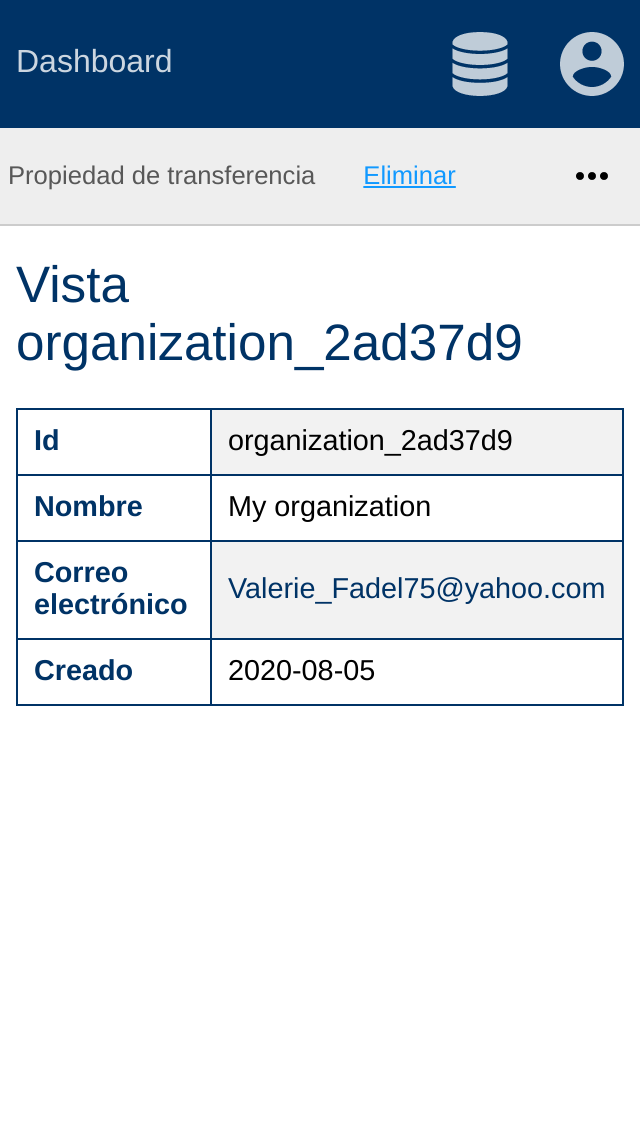 Dashboard
Propiedad de transferencia Eliminar
Vista
organization_2ad37d9
Id organization_2ad37d9
Nombre My organization
Correo
electrónico Valerie_Fadel75@yahoo.com
Creado 2020-08-05